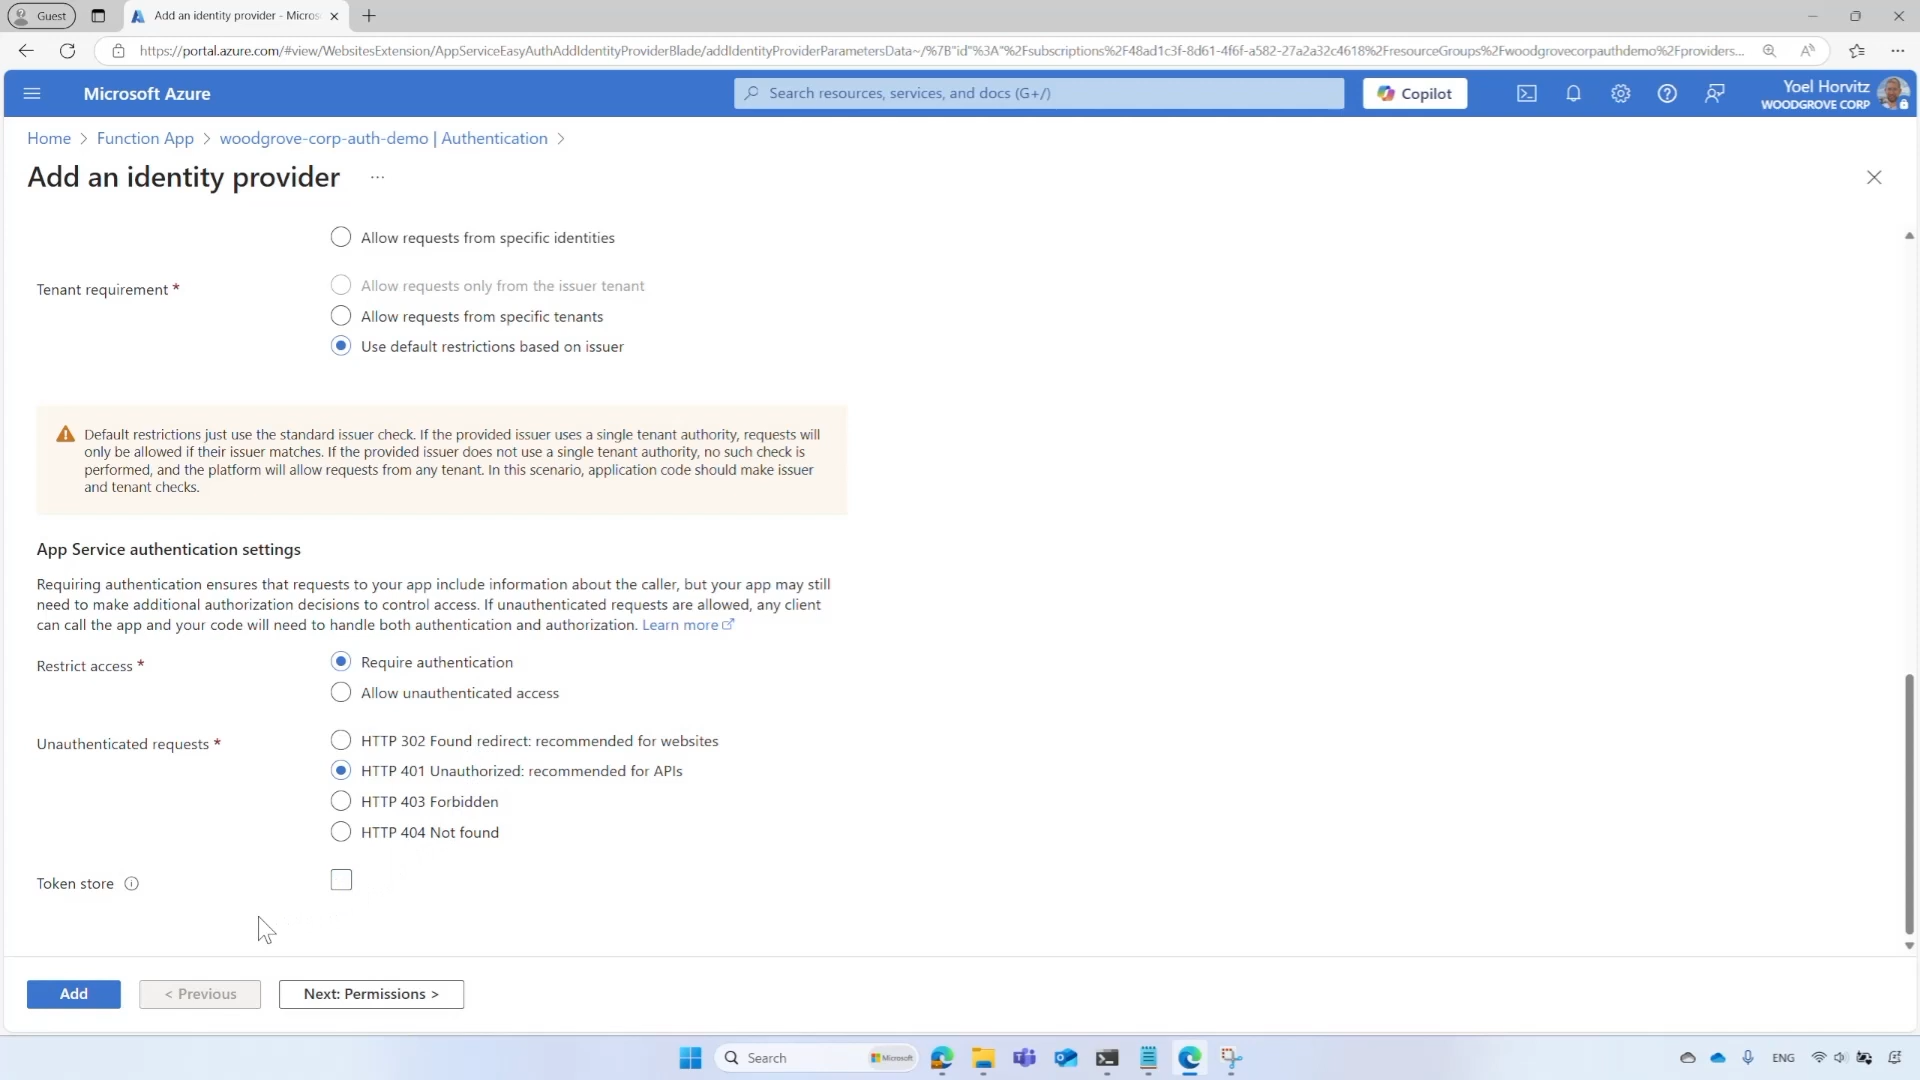 Guest
Add an identity provider - Micros
https://portal.azure.com/#view/WebsitesExtension/AppServiceEasyAuthAddIdentityProviderBlade/addIdentityProviderParametersData~/%7B"id"%3A"%2Fsubscriptions%2F48ad1c3f-8d61-4f6f-a582-27a2a32c4618%2FresourceGroups%2Fwoodgrovecorpauthdemo%2Fproviders...
Microsoft Azure
Search resources, services, and docs (G+/)
Copilot
Yoel Horvitz
WOODGROVE CORP
Home > Function App > woodgrove-corp-auth-demo | Authentication >
Add an identity provider ...
Allow requests from specific identities
Tenant requirement *
Allow requests only from the issuer tenant
Allow requests from specific tenants
Use default restrictions based on issuer
Default restrictions just use the standard issuer check. If the provided issuer uses a single tenant authority, requests will
only be allowed if their issuer matches. If the provided issuer does not use a single tenant authority, no such check is
performed, and the platform will allow requests from any tenant. In this scenario, application code should make issuer
and tenant checks.
App Service authentication settings
Requiring authentication ensures that requests to your app include information about the caller, but your app may still
need to make additional authorization decisions to control access. If unauthenticated requests are allowed, any client
can call the app and your code will need to handle both authentication and authorization. Learn more
Restrict access *
Require authentication
Allow unauthenticated access
Unauthenticated requests *
HTTP 302 Found redirect: recommended for websites
HTTP 401 Unauthorized: recommended for APIs
HTTP 403 Forbidden
HTTP 404 Not found
Token store
Add
< Previous
Next: Permissions >
Search
Microsoft
ENG